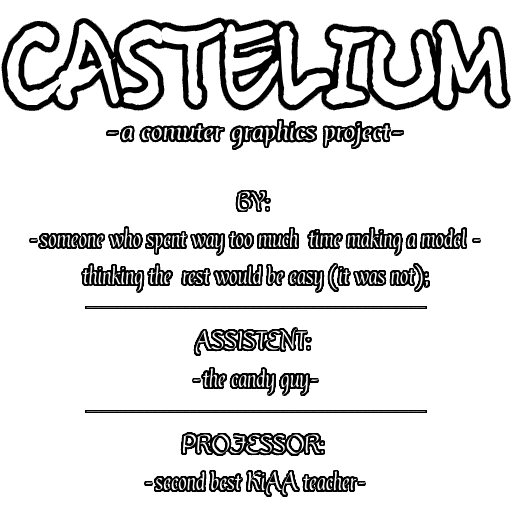 CASTELIUM
-a comuter graphics project-
BY:
-someone who spent way too much time making a model -
thinking the rest would be easy (it was not);
ASSISTENT:
-the candy guy-
PROFESSOR:
-second best KiAA teacher-